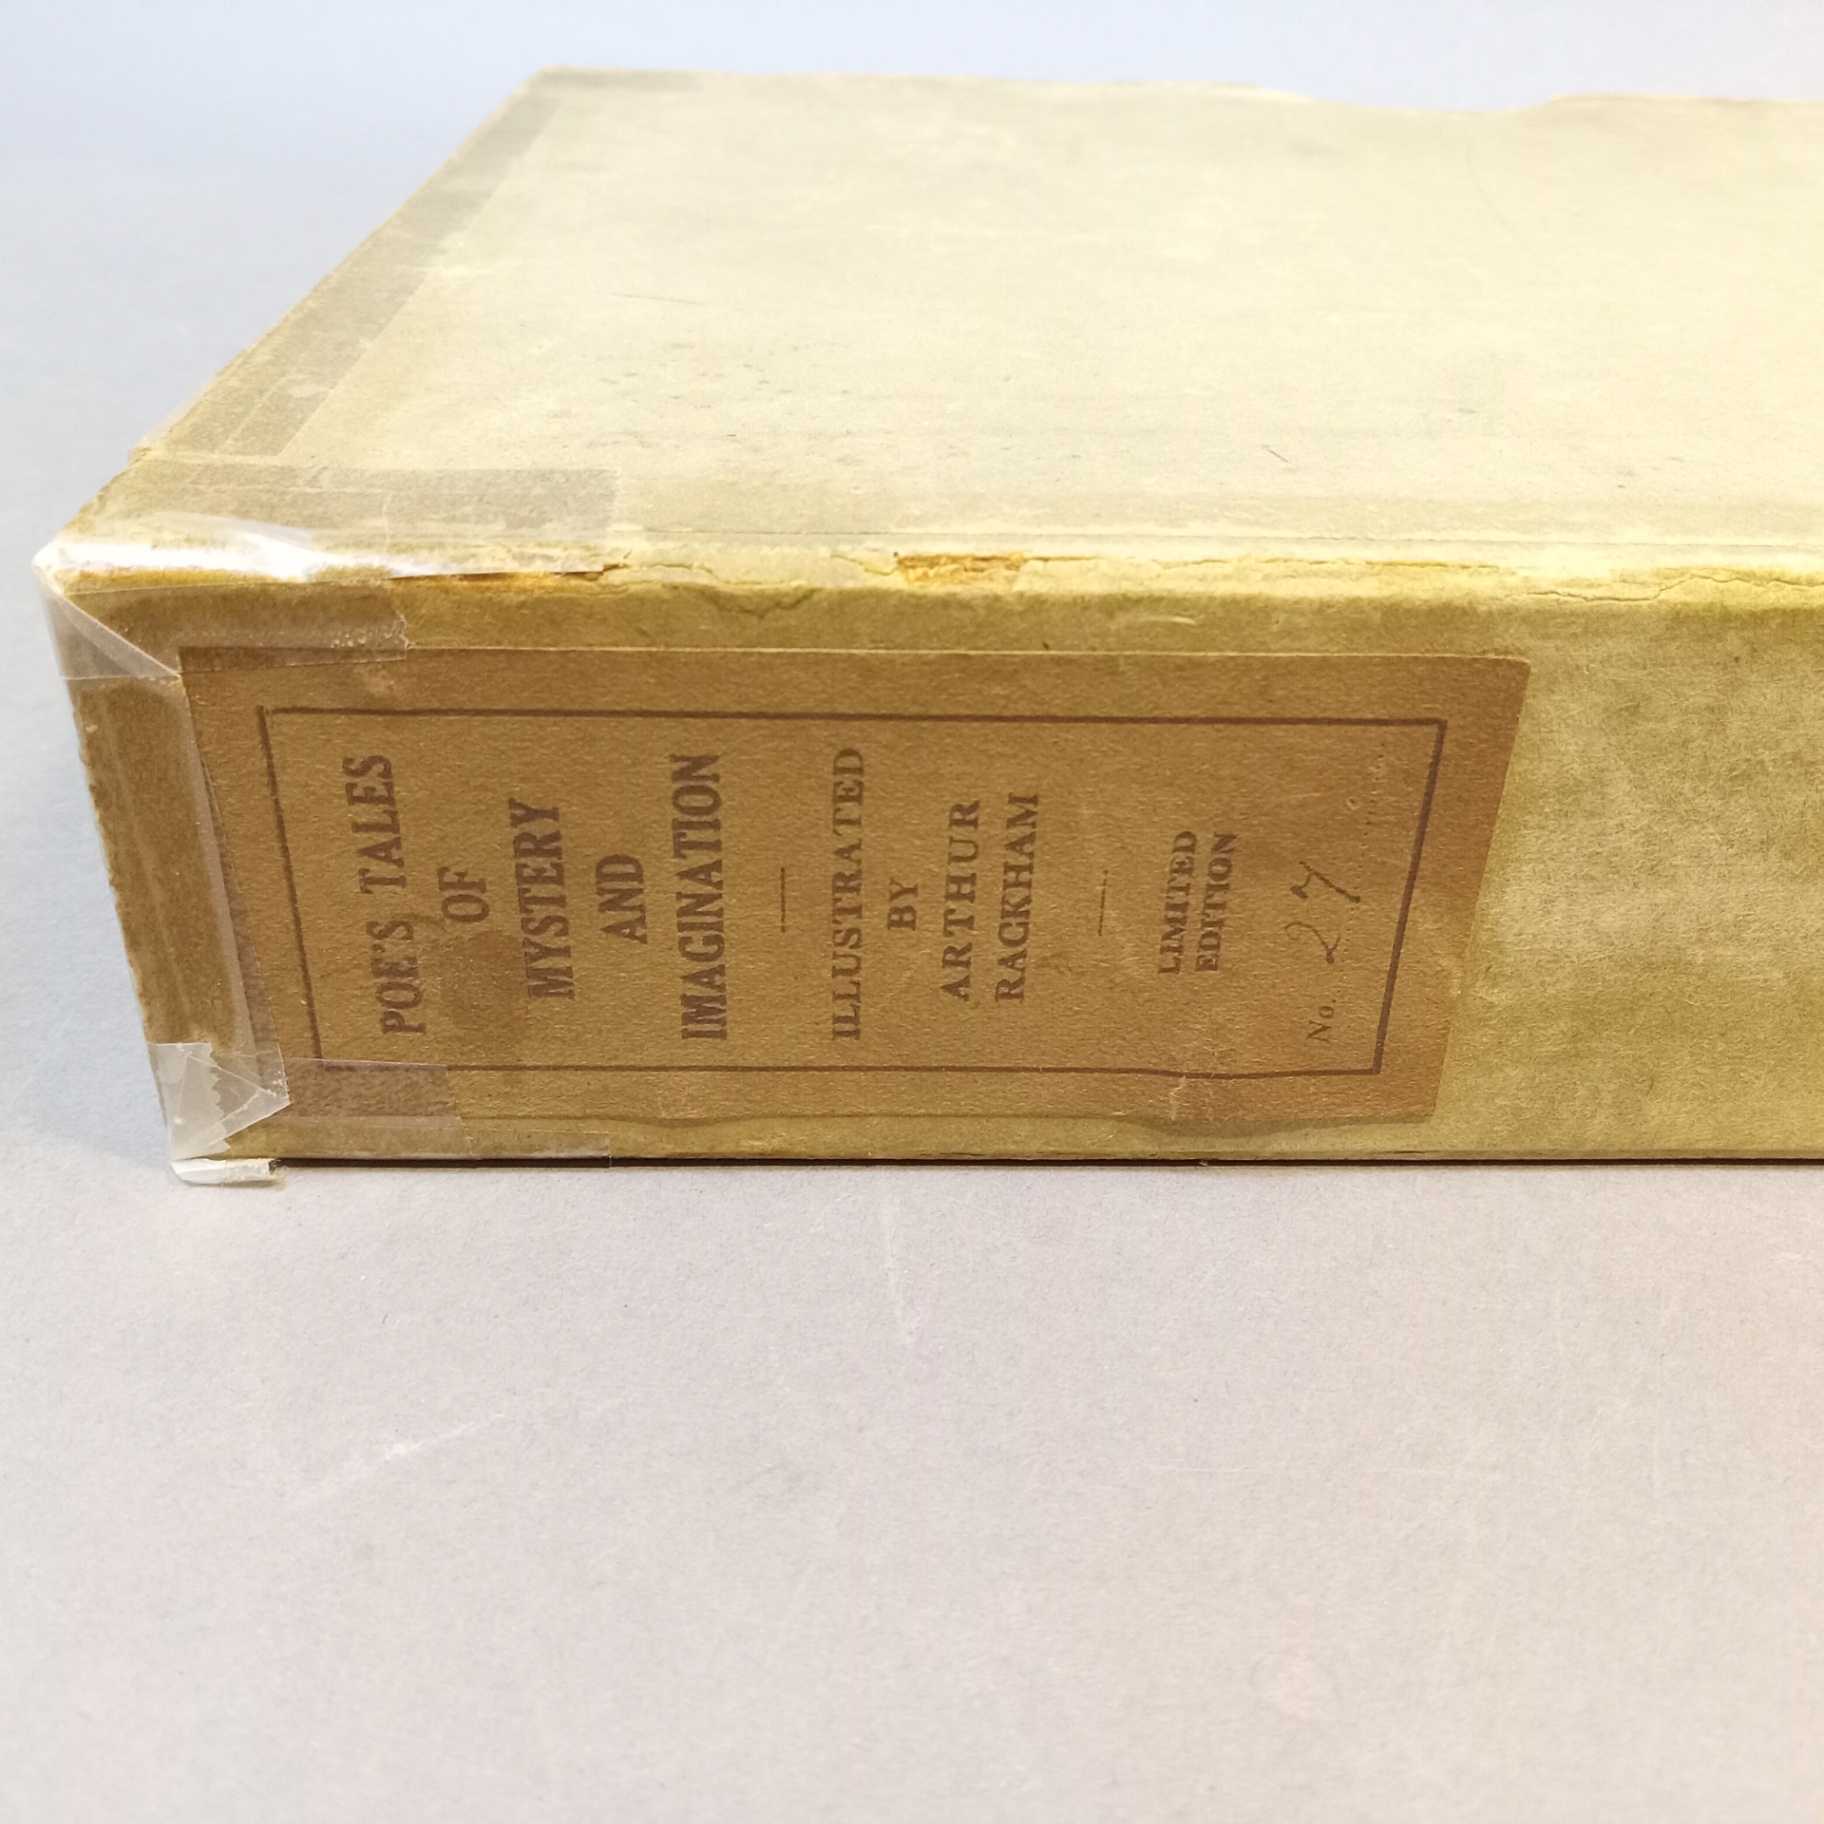 POE'S TALES
OF
MYSTERY
AND
IMAGINATION
ILLUSTRATED
BY
ARTHUR
RACKHAM
LIMITED
EDITION
No. 27